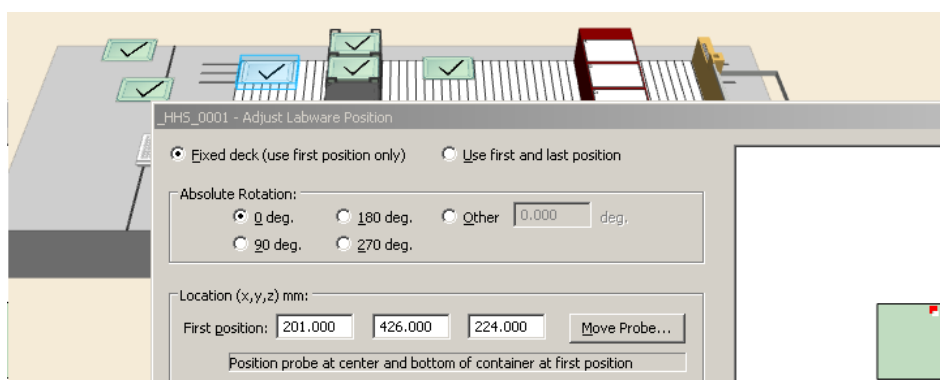 _HHS_0001 - Adjust Labware Position
Fixed deck (use first position only) Use first and last position
Absolute Rotation:
0 deg. 180 deg. Other 0.000 deg.
90 deg. 270 deg.
Location (x,y,z) mm:
First position: 201.000 426.000 224.000 Move Probe...
Position probe at center and bottom of container at first position